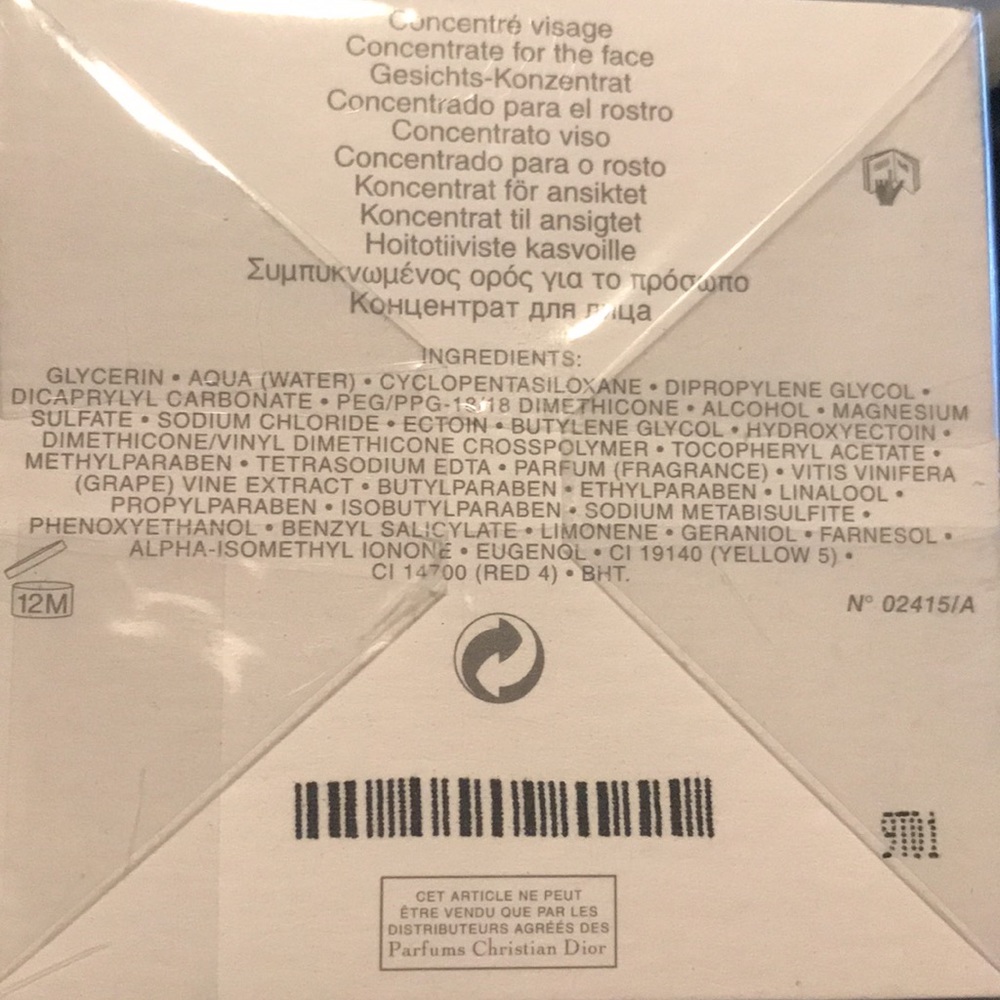 Concentré visage
Concentrate for the face
Gesichts-Konzentrat
Concentrado para el rostro
Concentrato viso
Concentrado para o rosto
Koncentrat för ansiktet
Koncentrat til ansigtet
Hoitotiiviste kasvoille
Συμπυκνωμένος ορός για το πρόσωπο
Концентрат для лица
INGREDIENTS:
GLYCERIN • AQUA (WATER) • CYCLOPENTASILOXANE • DIPROPYLENE GLYCOL •
DICAPRYLYL CARBONATE • PEG/PPG-18/18 DIMETHICONE • ALCOHOL • MAGNESIUM
SULFATE • SODIUM CHLORIDE • ECTOIN • BUTYLENE GLYCOL • HYDROXYECTOIN •
DIMETHICONE/VINYL DIMETHICONE CROSSPOLYMER • TOCOPHERYL ACETATE •
METHYLPARABEN • TETRASODIUM EDTA • PARFUM (FRAGRANCE) • VITIS VINIFERA
(GRAPE) VINE EXTRACT • BUTYLPARABEN • ETHYLPARABEN • LINALOOL •
PROPYLPARABEN • ISOBUTYLPARABEN • SODIUM METABISULFITE •
PHENOXYETHANOL • BENZYL SALICYLATE • LIMONENE • GERANIOL • FARNESOL •
ALPHA-ISOMETHYL IONONE • EUGENOL • CI 19140 (YELLOW 5) •
CI 14700 (RED 4) • BHT.
12M
N° 02415/A
9T01
CET ARTICLE NE PEUT
ÊTRE VENDU QUE PAR LES
DISTRIBUTEURS AGRÉÉS DES
Parfums Christian Dior